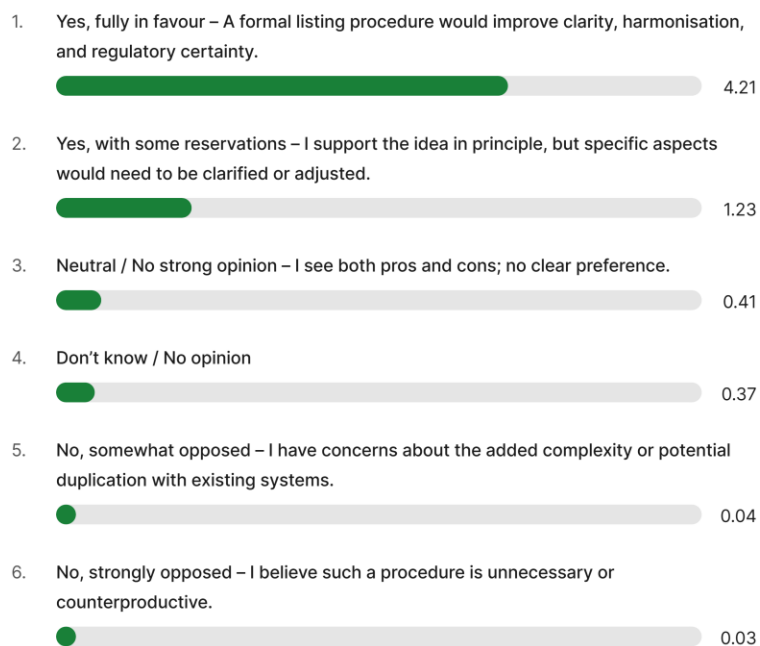 1. Yes, fully in favour – A formal listing procedure would improve clarity, harmonisation,
and regulatory certainty.
4.21
2. Yes, with some reservations – I support the idea in principle, but specific aspects
would need to be clarified or adjusted.
1.23
3. Neutral / No strong opinion – I see both pros and cons; no clear preference.
0.41
4. Don’t know / No opinion
0.37
5. No, somewhat opposed – I have concerns about the added complexity or potential
duplication with existing systems.
0.04
6. No, strongly opposed – I believe such a procedure is unnecessary or
counterproductive.
0.03